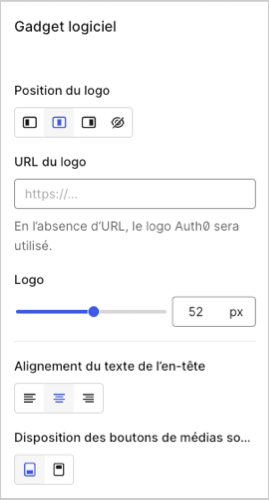 Gadget logiciel
Position du logo
URL du logo
https://...
En l’absence d’URL, le logo Auth0 sera
utilisé.
Logo
52 px
Alignement du texte de l’en-tête
Disposition des boutons de médias so...